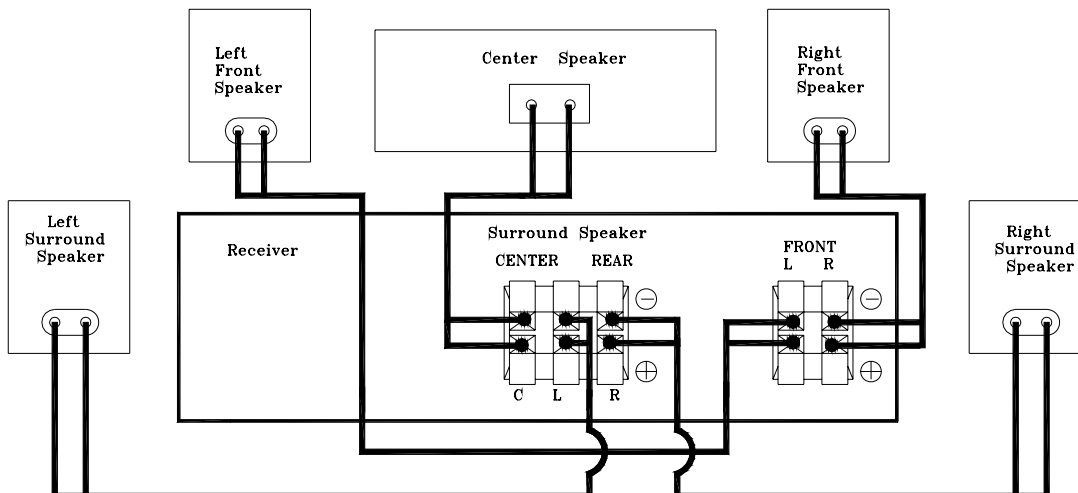 Left
Front
Speaker
Center Speaker
Right
Front
Speaker
Left
Surround
Speaker
Receiver
Surround Speaker
CENTER REAR
FRONT
L R
Right
Surround
Speaker
−
−
+
+
C L R